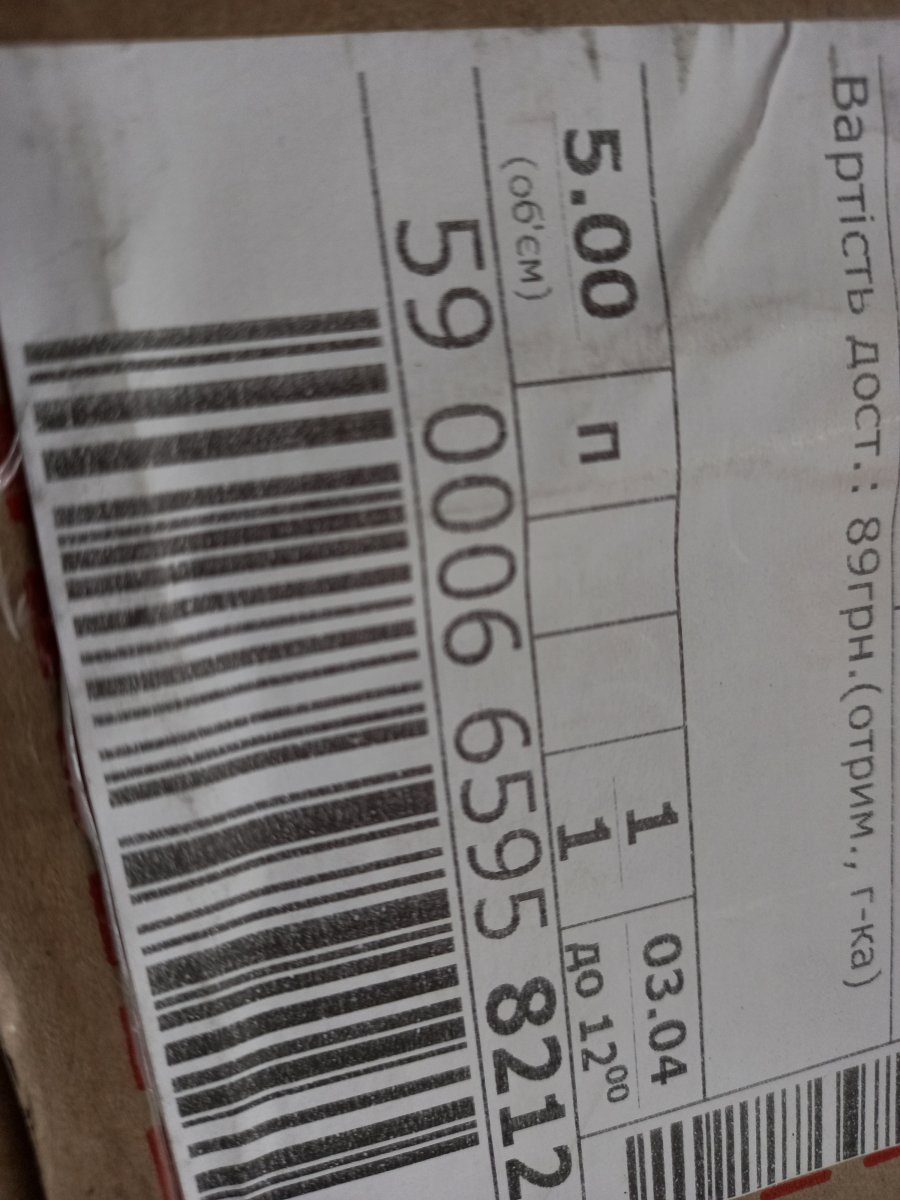 Вартість дост.: 89грн.(отрим., г-ка)
5.00
(об'єм)
П
1
1
03.04
до 12⁰⁰
59 0006 6595 8212